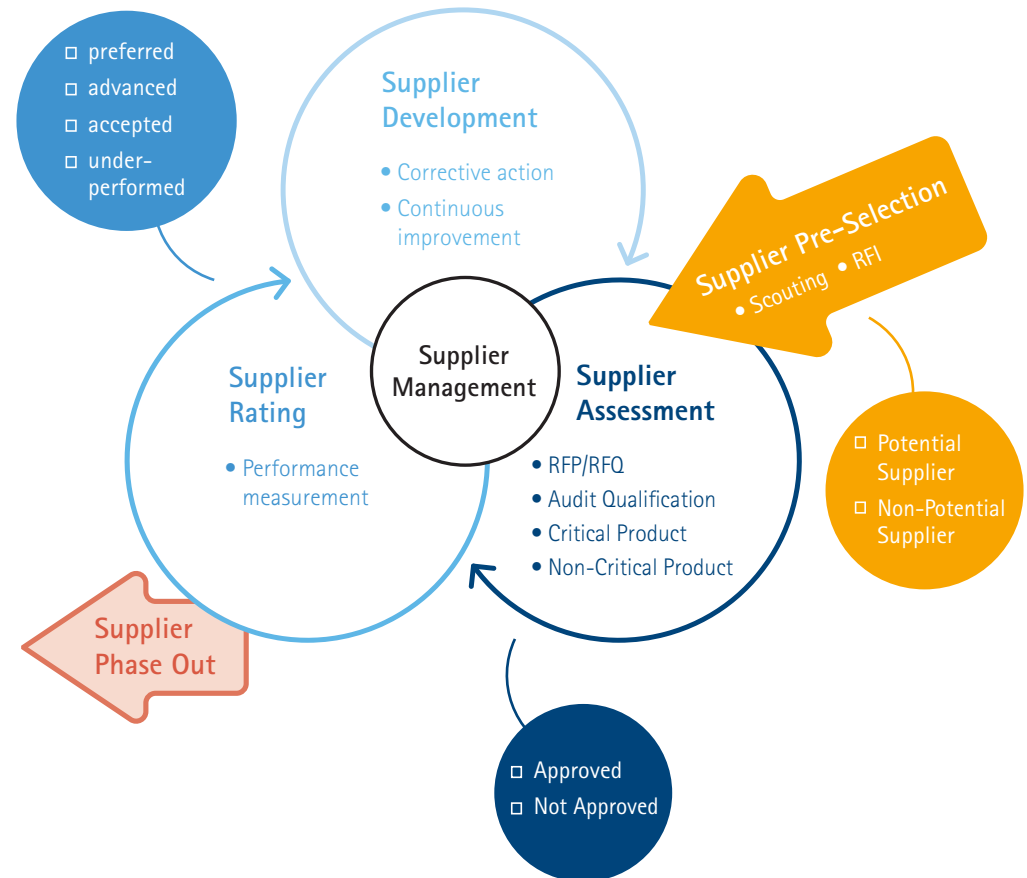 □ preferred
□ advanced
□ accepted
□ under-
performed
Supplier
Development
• Corrective action
• Continuous
improvement
Supplier Pre-Selection
• Scouting • RFI
Supplier
Management
Supplier
Rating
• Performance
measurement
Supplier
Assessment
• RFP/RFQ
• Audit Qualification
• Critical Product
• Non-Critical Product
□ Potential
Supplier
□ Non-Potential
Supplier
Supplier
Phase Out
□ Approved
□ Not Approved